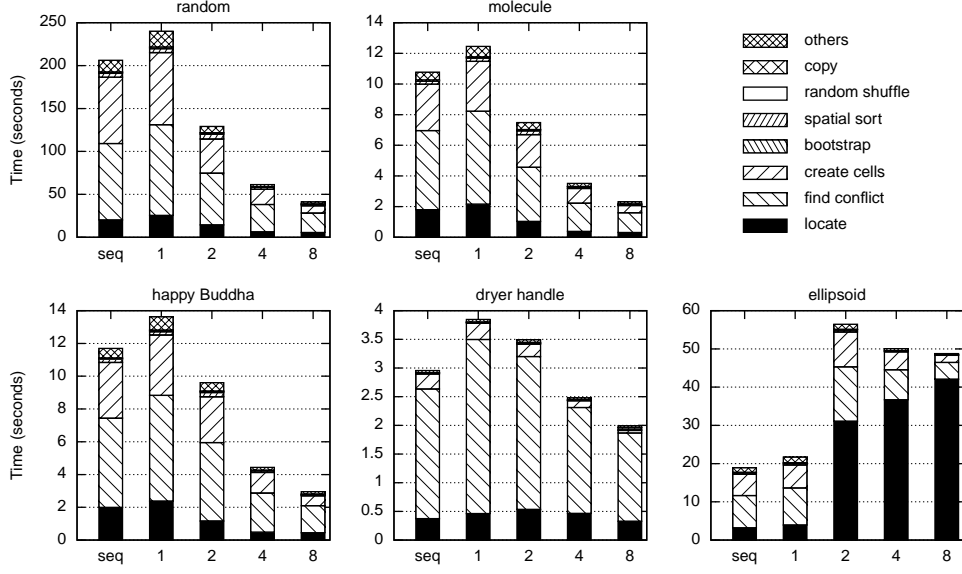 random
250
200
150
100
50
0
Time (seconds)
seq 1 2 4 8
molecule
14
12
10
8
6
4
2
0
seq 1 2 4 8
others
copy
random shuffle
spatial sort
bootstrap
create cells
find conflict
locate
happy Buddha
14
12
10
8
6
4
2
0
Time (seconds)
seq 1 2 4 8
dryer handle
4
3.5
3
2.5
2
1.5
1
0.5
0
seq 1 2 4 8
ellipsoid
60
50
40
30
20
10
0
seq 1 2 4 8